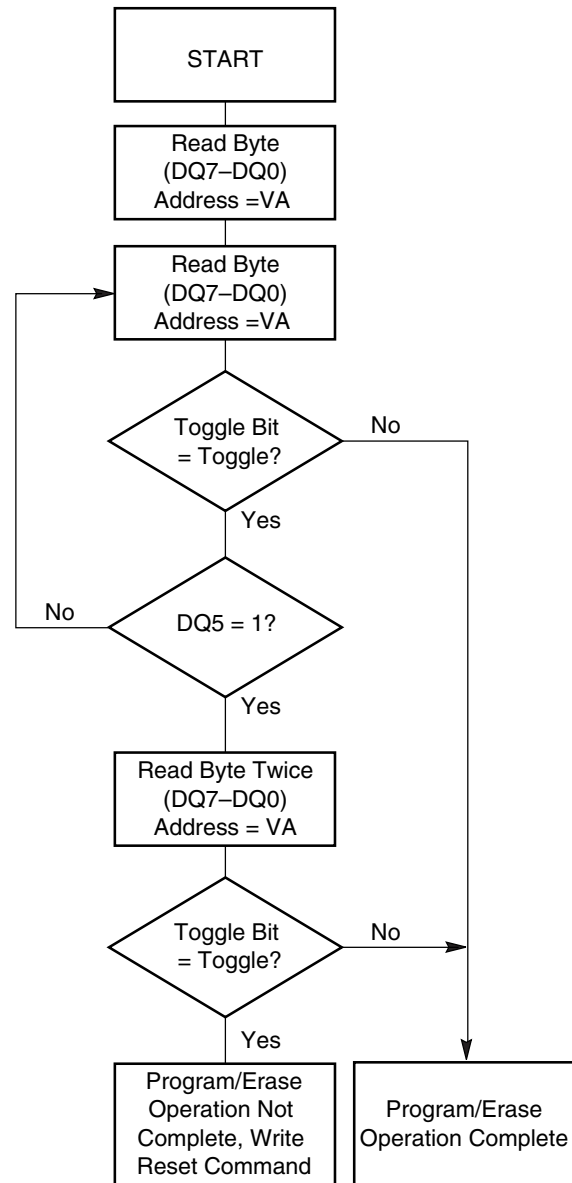 START
Read Byte
(DQ7–DQ0)
Address =VA
Read Byte
(DQ7–DQ0)
Address =VA
Toggle Bit
= Toggle?
No
Yes
DQ5 = 1?
No
Yes
Read Byte Twice
(DQ7–DQ0)
Address = VA
Toggle Bit
= Toggle?
No
Yes
Program/Erase
Operation Not
Complete, Write
Reset Command
Program/Erase
Operation Complete